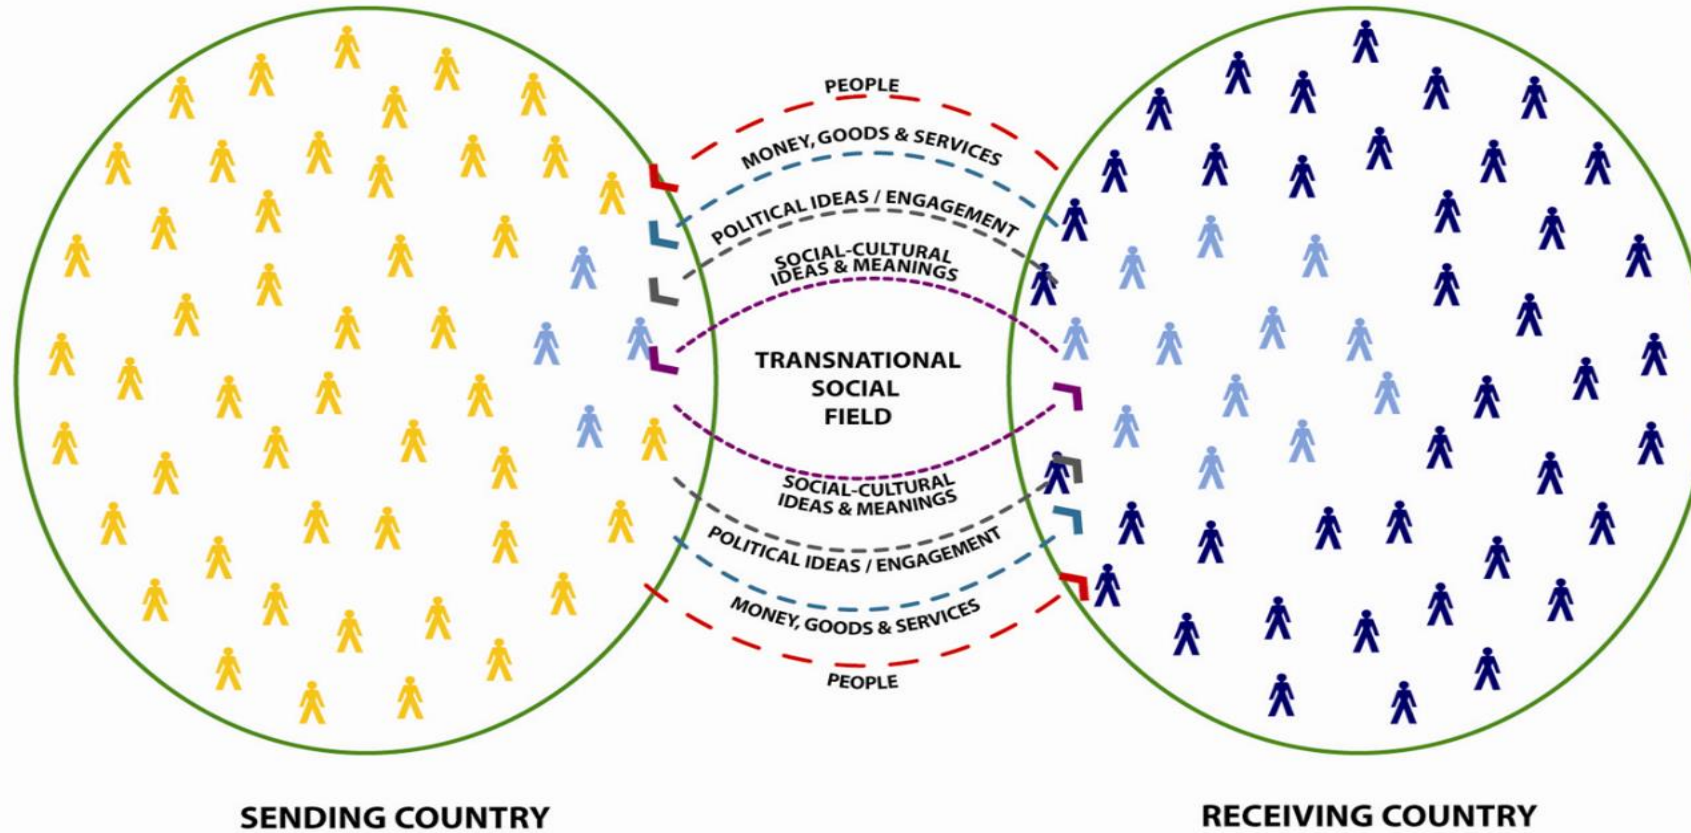 PEOPLE
MONEY, GOODS & SERVICES
POLITICAL IDEAS / ENGAGEMENT
SOCIAL-CULTURAL
IDEAS & MEANINGS
TRANSNATIONAL
SOCIAL
FIELD
SOCIAL-CULTURAL
IDEAS & MEANINGS
POLITICAL IDEAS / ENGAGEMENT
MONEY, GOODS & SERVICES
PEOPLE
SENDING COUNTRY
RECEIVING COUNTRY